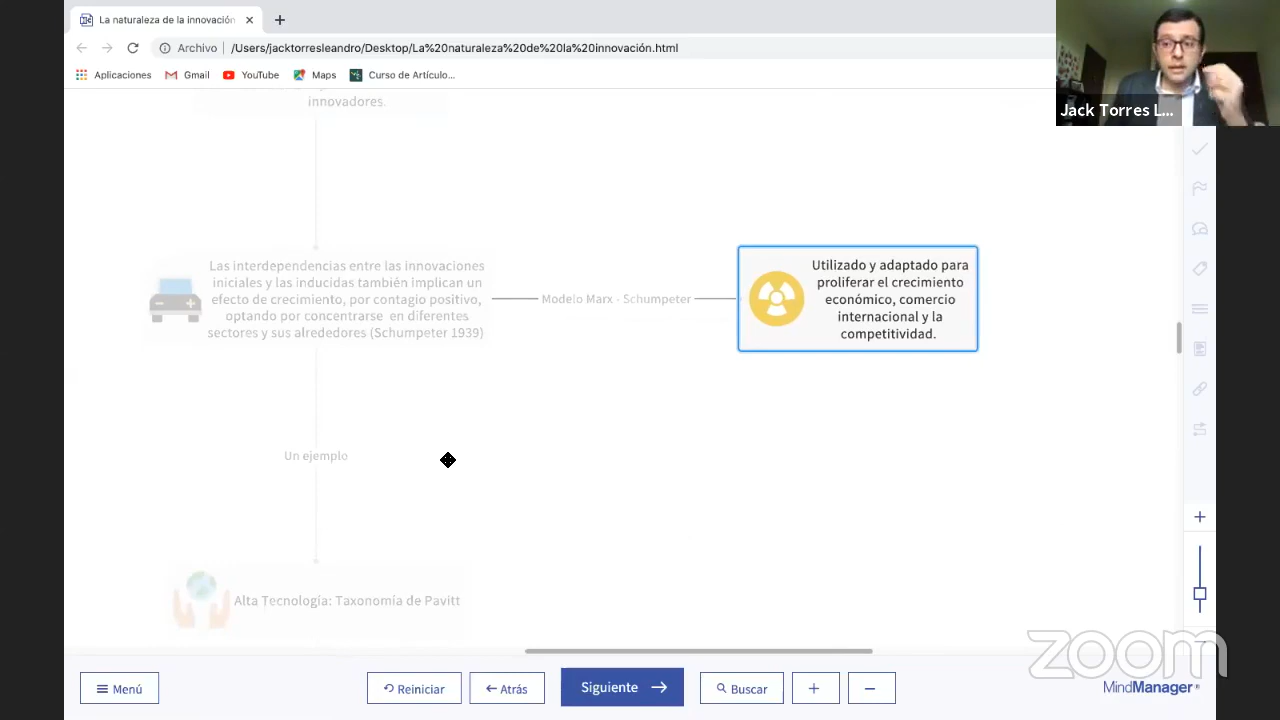 La naturaleza de la innovación
Archivo
/Users/jacktorresleandro/Desktop/La%20naturaleza%20de%20la%20innovación.html
Aplicaciones
Gmail
YouTube
Maps
Curso de Artículo...
Jack Torres L...
innovadores.
Las interdependencias entre las innovaciones
iniciales y las inducidas también implican un
efecto de crecimiento, por contagio positivo,
optando por concentrarse en diferentes
sectores y sus alrededores (Schumpeter 1939)
Modelo Marx - Schumpeter
Utilizado y adaptado para
proliferar el crecimiento
económico, comercio
internacional y la
competitividad.
Un ejemplo
Alta Tecnología: Taxonomía de Pavitt
zoom
MindManager®
Menú
Reiniciar
Atrás
Siguiente
Buscar